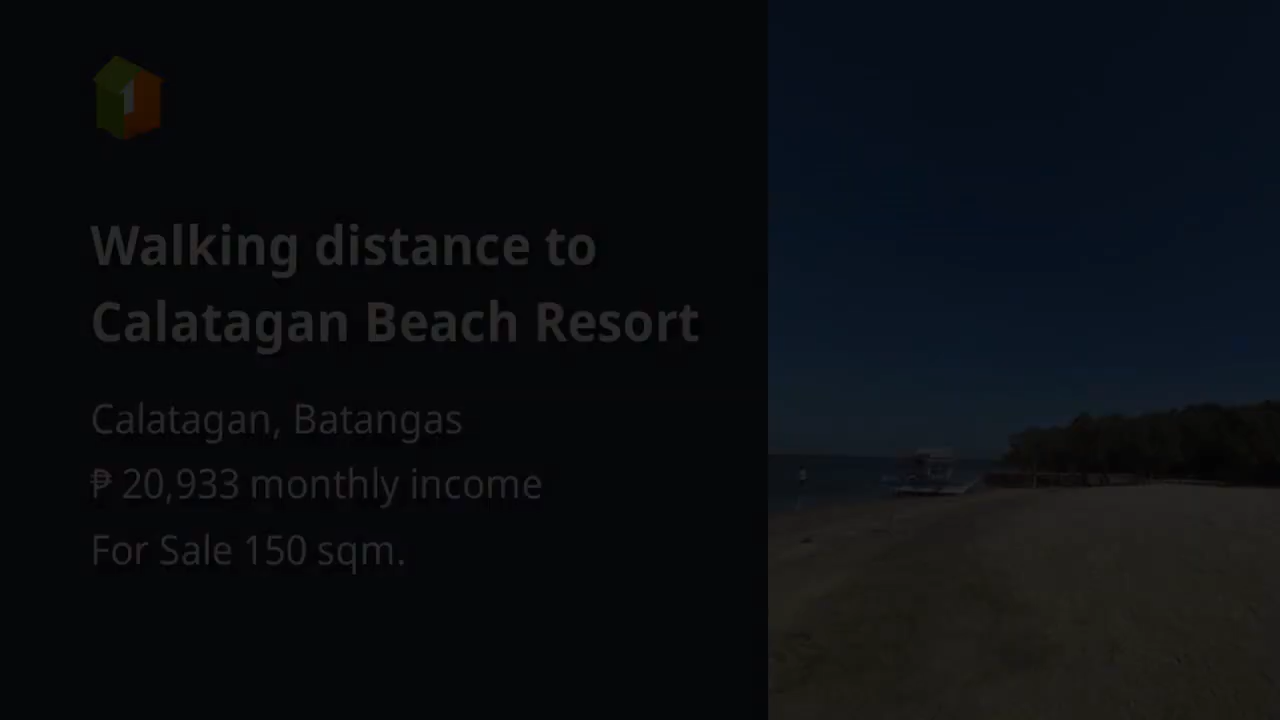 Walking distance to
Calatagan Beach Resort
Calatagan, Batangas
₱ 20,933 monthly income
For Sale 150 sqm.